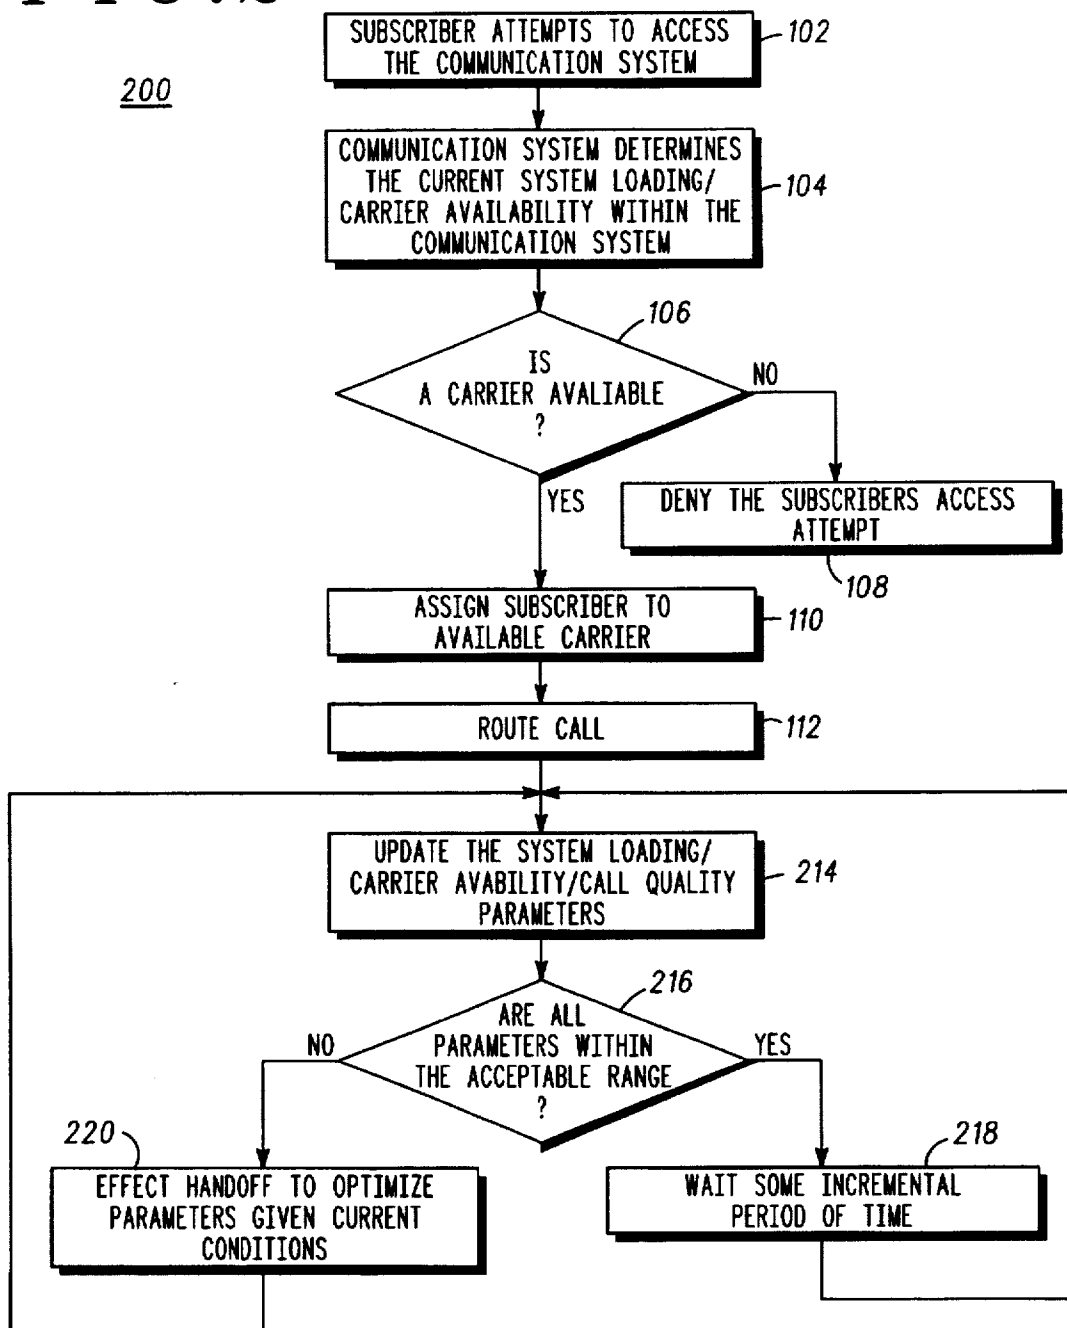 SUBSCRIBER ATTEMPTS TO ACCESS
THE COMMUNICATION SYSTEM
102
200
COMMUNICATION SYSTEM DETERMINES
THE CURRENT SYSTEM LOADING/
CARRIER AVAILABILITY WITHIN THE
COMMUNICATION SYSTEM
104
106
IS
A CARRIER AVALIABLE
?
NO
YES
DENY THE SUBSCRIBERS ACCESS
ATTEMPT
108
ASSIGN SUBSCRIBER TO
AVAILABLE CARRIER
110
ROUTE CALL
112
UPDATE THE SYSTEM LOADING/
CARRIER AVABILITY/CALL QUALITY
PARAMETERS
214
216
ARE ALL
PARAMETERS WITHIN
THE ACCEPTABLE RANGE
?
NO
YES
220
EFFECT HANDOFF TO OPTIMIZE
PARAMETERS GIVEN CURRENT
CONDITIONS
218
WAIT SOME INCREMENTAL
PERIOD OF TIME